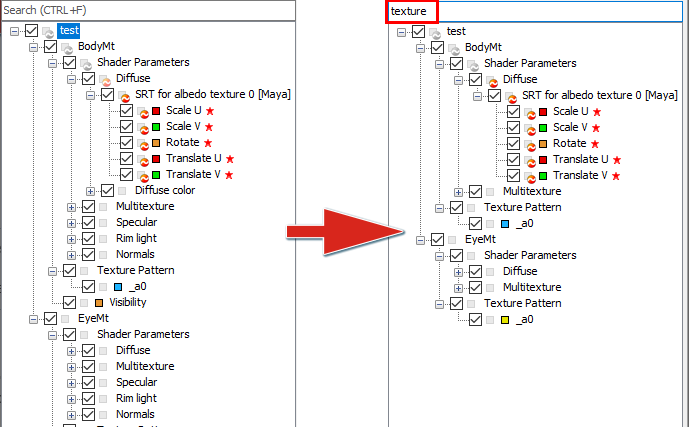 Search (CTRL+F)
test
BodyMt
Shader Parameters
Diffuse
SRT for albedo texture 0 [Maya]
Scale U
Scale V
Rotate
Translate U
Translate V
Diffuse color
Multitexture
Specular
Rim light
Normals
Texture Pattern
_a0
Visibility
EyeMt
Shader Parameters
Diffuse
Multitexture
Specular
Rim light
Normals
texture
test
BodyMt
Shader Parameters
Diffuse
SRT for albedo texture 0 [Maya]
Scale U
Scale V
Rotate
Translate U
Translate V
Multitexture
Texture Pattern
_a0
EyeMt
Shader Parameters
Diffuse
Multitexture
Texture Pattern
_a0